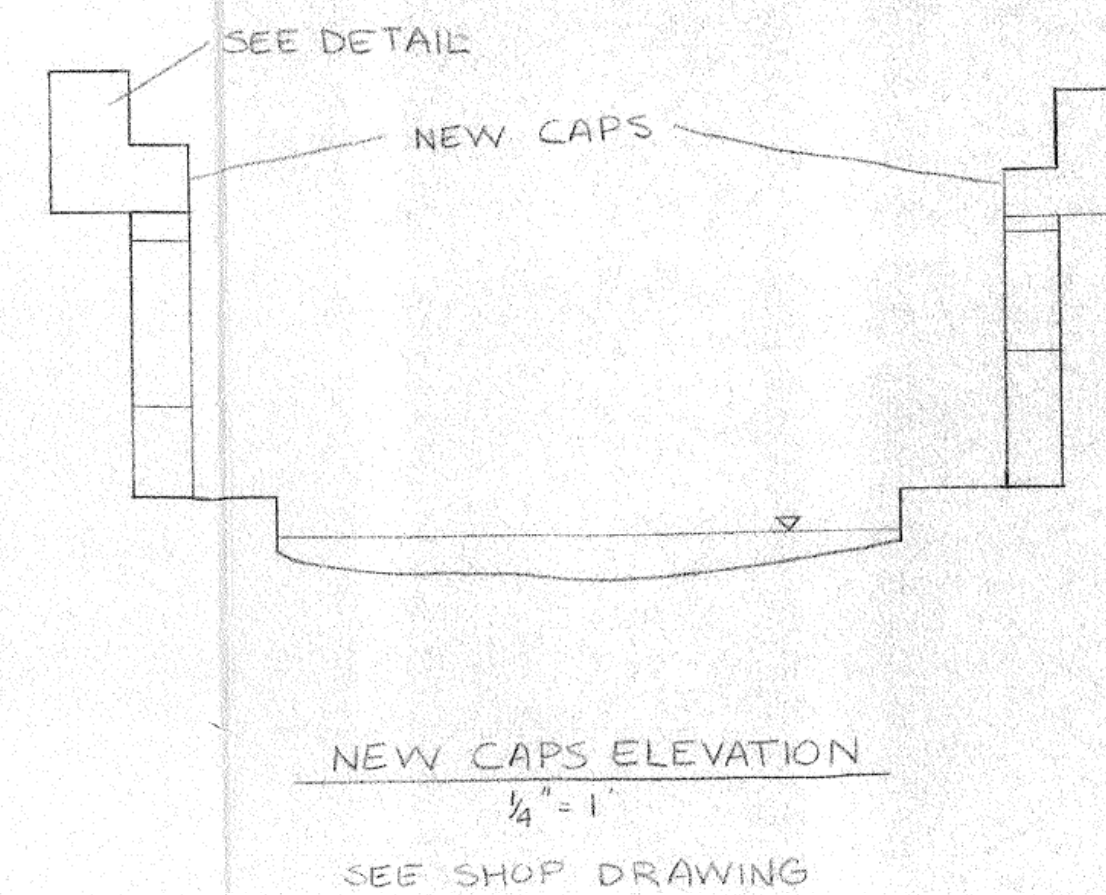 SEE DETAIL
NEW CAPS
NEW CAPS ELEVATION
1/4" = 1'
SEE SHOP DRAWING